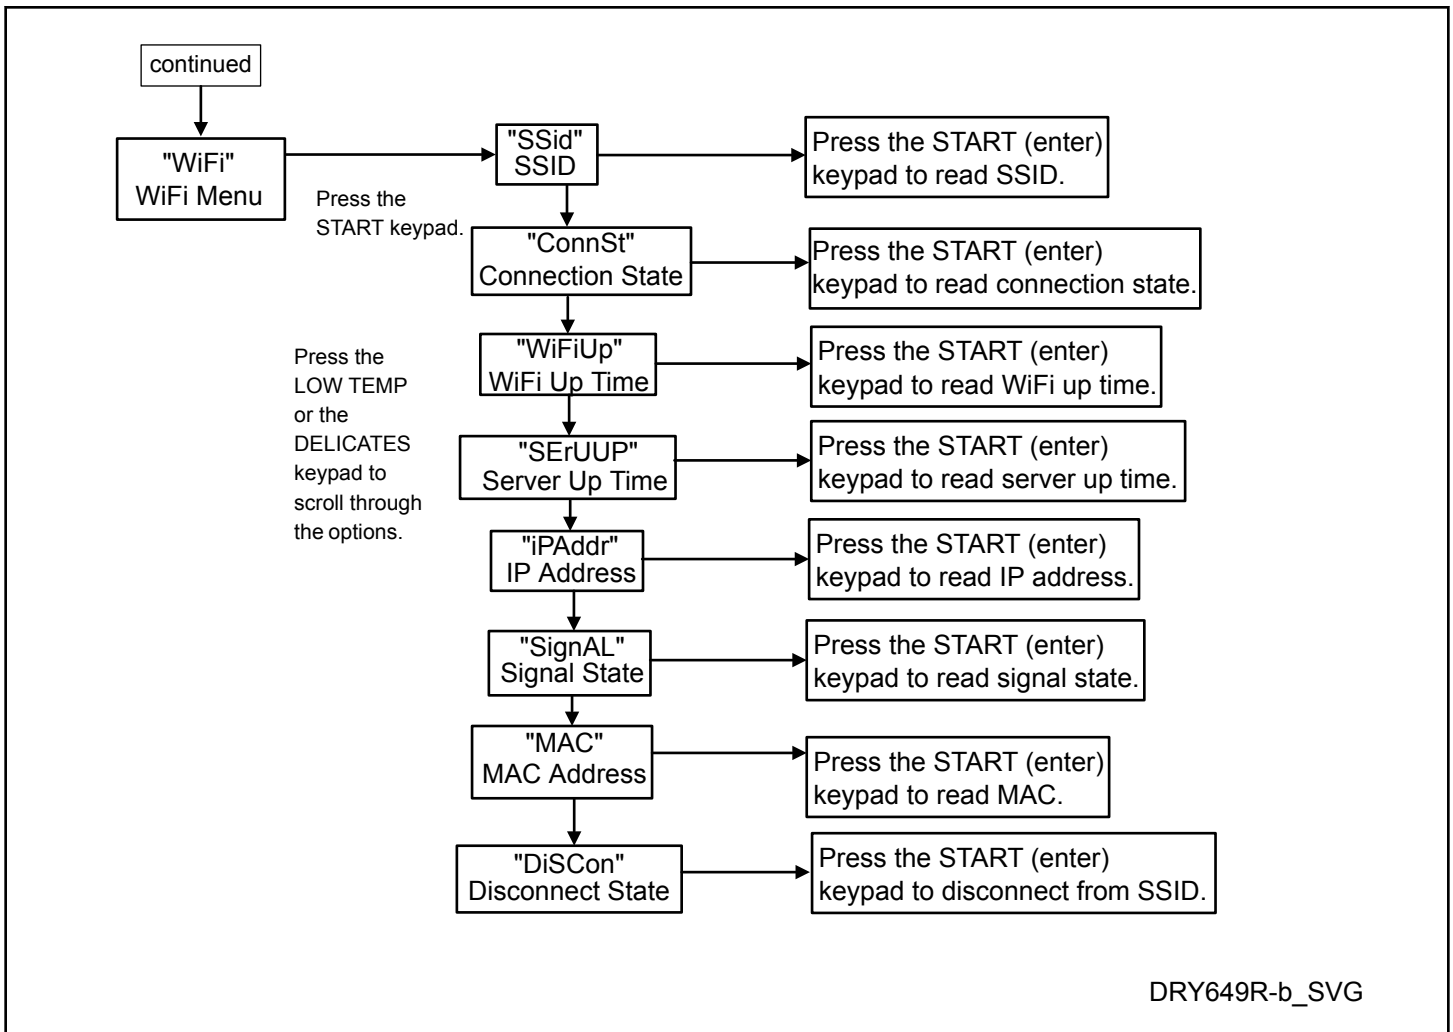 continued
"WiFi"
WiFi Menu
Press the
START keypad.
"SSid"
SSID
Press the START (enter)
keypad to read SSID.
"ConnSt"
Connection State
Press the START (enter)
keypad to read connection state.
Press the
LOW TEMP
or the
DELICATES
keypad to
scroll through
the options.
"WiFiUp"
WiFi Up Time
Press the START (enter)
keypad to read WiFi up time.
"SErUUP"
Server Up Time
Press the START (enter)
keypad to read server up time.
"iPAddr"
IP Address
Press the START (enter)
keypad to read IP address.
"SignAL"
Signal State
Press the START (enter)
keypad to read signal state.
"MAC"
MAC Address
Press the START (enter)
keypad to read MAC.
"DiSCon"
Disconnect State
Press the START (enter)
keypad to disconnect from SSID.
DRY649R-b_SVG